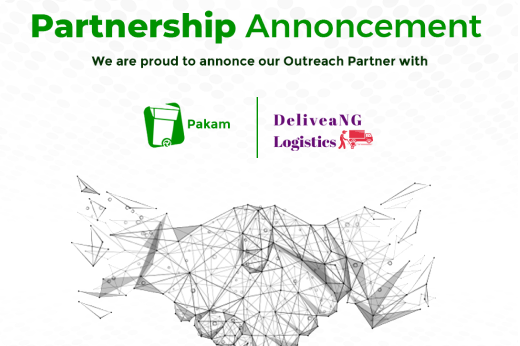 Partnership Annoncement
We are proud to annonce our Outreach Partner with
Pakam
DeliveaNG
Logistics